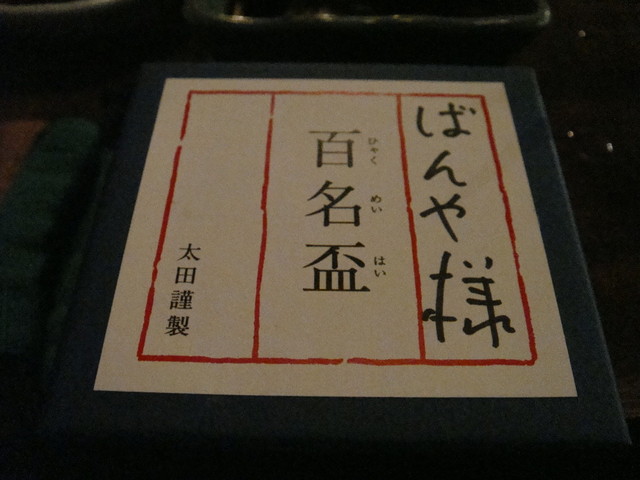 ばんや様
百名盃
ひゃくめいはい
太田謹製